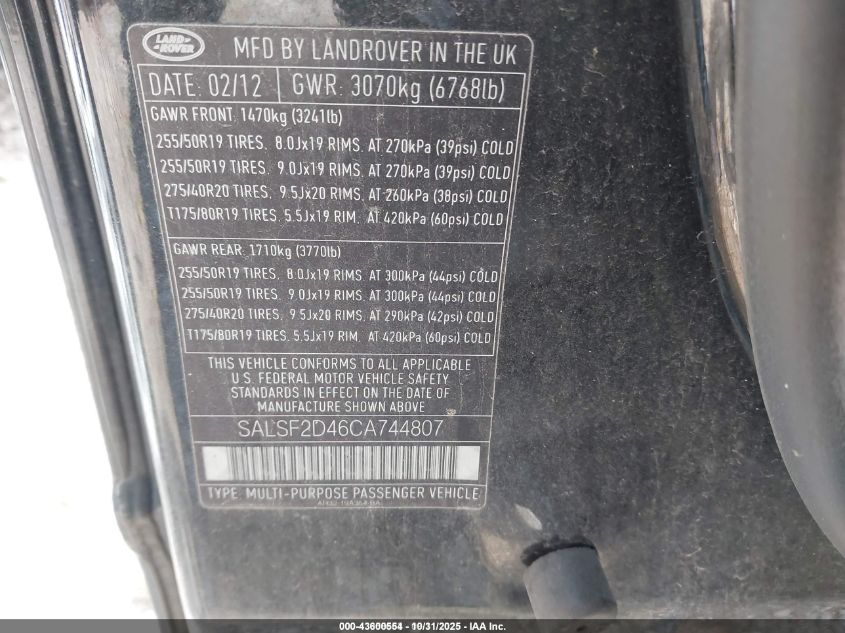 LAND-
-ROVER
MFD BY LANDROVER IN THE UK
DATE: 02/12 GWR: 3070kg (6768lb)
GAWR FRONT: 1470kg (3241lb)
255/50R19 TIRES, 8.0Jx19 RIMS, AT 270kPa (39psi) COLD
255/50R19 TIRES, 9.0Jx19 RIMS, AT 270kPa (39psi) COLD
275/40R20 TIRES, 9.5Jx20 RIMS, AT 260kPa (38psi) COLD
T175/80R19 TIRES, 5.5Jx19 RIM, AT 420kPa (60psi) COLD
GAWR REAR: 1710kg (3770lb)
255/50R19 TIRES, 8.0Jx19 RIMS, AT 300kPa (44psi) COLD
255/50R19 TIRES, 9.0Jx19 RIMS, AT 300kPa (44psi) COLD
275/40R20 TIRES, 9.5Jx20 RIMS, AT 290kPa (42psi) COLD
T175/80R19 TIRES, 5.5Jx19 RIM, AT 420kPa (60psi) COLD
THIS VEHICLE CONFORMS TO ALL APPLICABLE
U.S. FEDERAL MOTOR VEHICLE SAFETY
STANDARDS IN EFFECT ON THE DATE OF
MANUFACTURE SHOWN ABOVE
SALSF2D46CA744807
TYPE: MULTI-PURPOSE PASSENGER VEHICLE
000-43600554 - 10/31/2025 - IAA Inc.